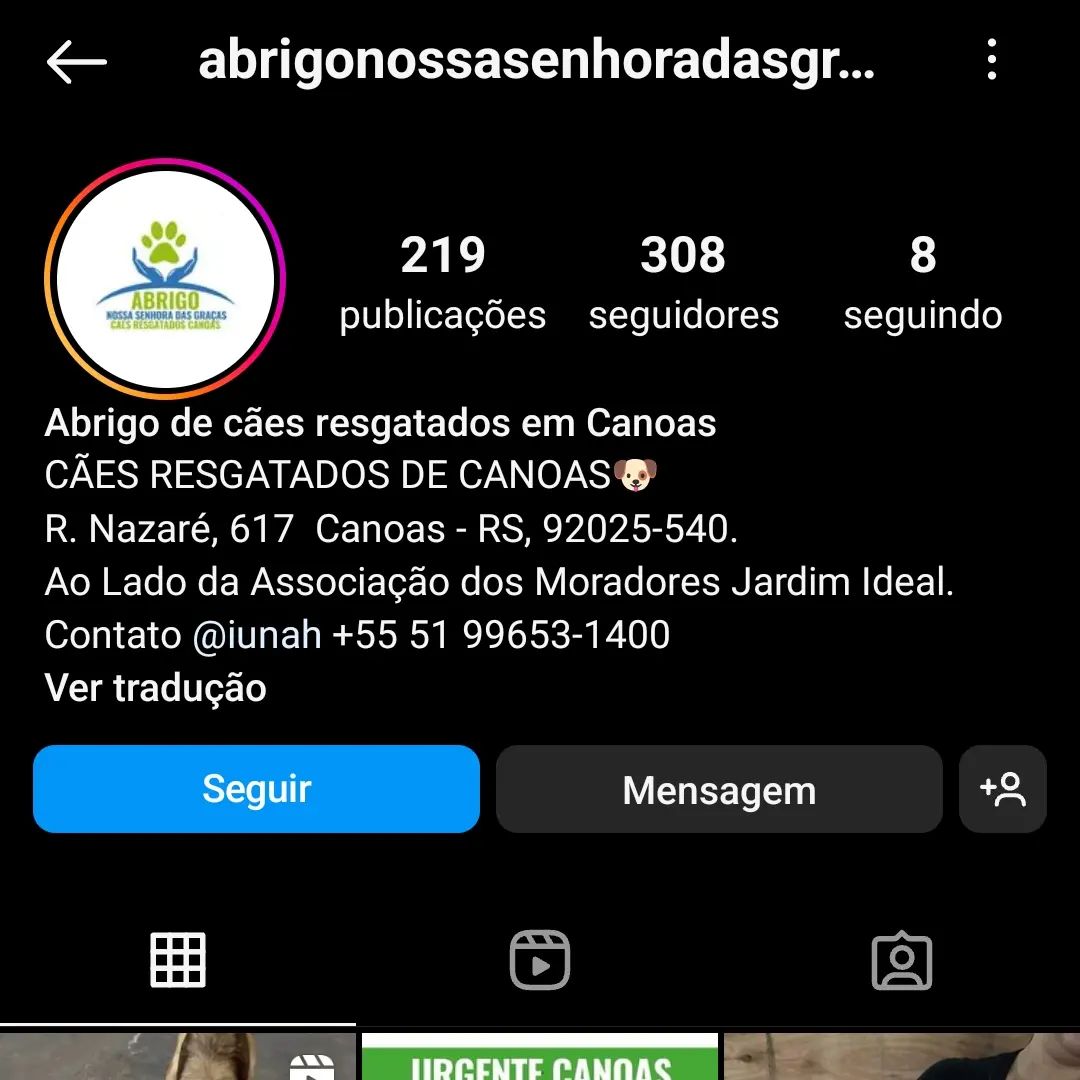 abrigonossasenhoradasgr...
ABRIGO
NOSSA SENHORA DAS GRAÇAS
CÃES RESGATADOS CANOAS
219
publicações
308
seguidores
8
seguindo
Abrigo de cães resgatados em Canoas
CÃES RESGATADOS DE CANOAS🐶
R. Nazaré, 617 Canoas - RS, 92025-540.
Ao Lado da Associação dos Moradores Jardim Ideal.
Contato @iunah +55 51 99653-1400
Ver tradução
Seguir
Mensagem
URGENTE CANOAS